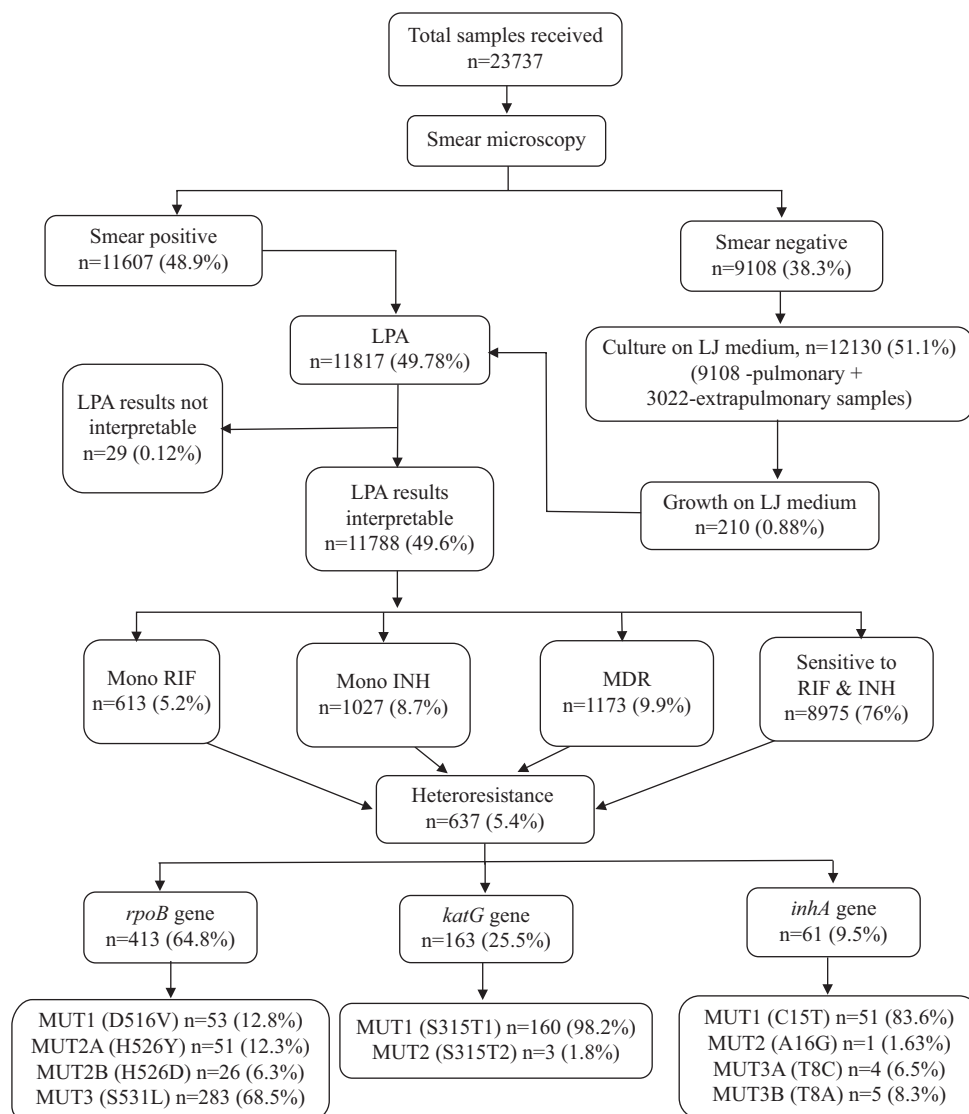 Total samples received
n=23737
Smear microscopy
Smear positive
n=11607 (48.9%)
Smear negative
n=9108 (38.3%)
LPA
n=11817 (49.78%)
Culture on LJ medium, n=12130 (51.1%)
(9108 -pulmonary +
3022-extrapulmonary samples)
LPA results not
interpretable
n=29 (0.12%)
LPA results
interpretable
n=11788 (49.6%)
Growth on LJ medium
n=210 (0.88%)
Mono RIF
n=613 (5.2%)
Mono INH
n=1027 (8.7%)
MDR
n=1173 (9.9%)
Sensitive to
RIF & INH
n=8975 (76%)
Heteroresistance
n=637 (5.4%)
rpoB gene
n=413 (64.8%)
katG gene
n=163 (25.5%)
inhA gene
n=61 (9.5%)
MUT1 (D516V) n=53 (12.8%)
MUT2A (H526Y) n=51 (12.3%)
MUT2B (H526D) n=26 (6.3%)
MUT3 (S531L) n=283 (68.5%)
MUT1 (S315T1) n=160 (98.2%)
MUT2 (S315T2) n=3 (1.8%)
MUT1 (C15T) n=51 (83.6%)
MUT2 (A16G) n=1 (1.63%)
MUT3A (T8C) n=4 (6.5%)
MUT3B (T8A) n=5 (8.3%)